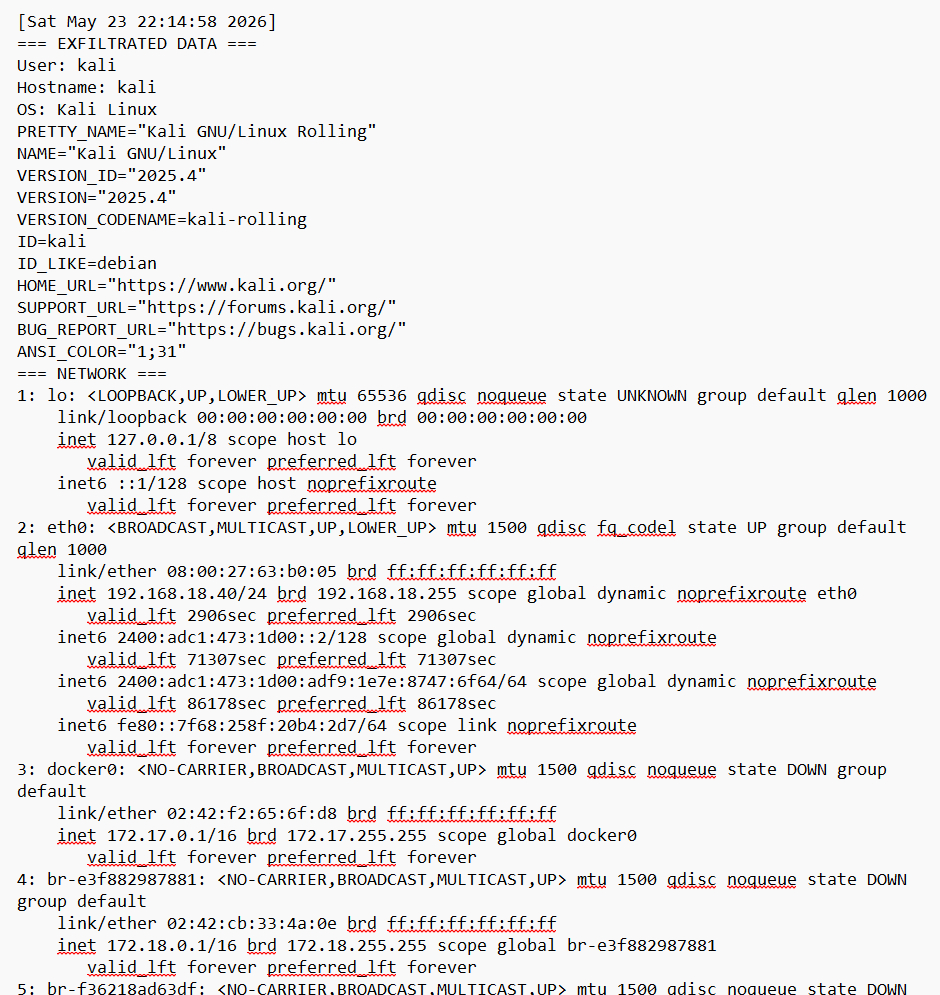 [Sat May 23 22:14:58 2026]
=== EXFILTRATED DATA ===
User: kali
Hostname: kali
OS: Kali Linux
PRETTY_NAME="Kali GNU/Linux Rolling"
NAME="Kali GNU/Linux"
VERSION_ID="2025.4"
VERSION="2025.4"
VERSION_CODENAME=kali-rolling
ID=kali
ID_LIKE=debian
HOME_URL="https://www.kali.org/"
SUPPORT_URL="https://forums.kali.org/"
BUG_REPORT_URL="https://bugs.kali.org/"
ANSI_COLOR="1;31"
=== NETWORK ===
1: lo: <LOOPBACK,UP,LOWER_UP> mtu 65536 qdisc noqueue state UNKNOWN group default qlen 1000
    link/loopback 00:00:00:00:00:00 brd 00:00:00:00:00:00
    inet 127.0.0.1/8 scope host lo
       valid_lft forever preferred_lft forever
    inet6 ::1/128 scope host noprefixroute
       valid_lft forever preferred_lft forever
2: eth0: <BROADCAST,MULTICAST,UP,LOWER_UP> mtu 1500 qdisc fq_codel state UP group default
qlen 1000
    link/ether 08:00:27:63:b0:05 brd ff:ff:ff:ff:ff:ff
    inet 192.168.18.40/24 brd 192.168.18.255 scope global dynamic noprefixroute eth0
       valid_lft 2906sec preferred_lft 2906sec
    inet6 2400:adc1:473:1d00::2/128 scope global dynamic noprefixroute
       valid_lft 71307sec preferred_lft 71307sec
    inet6 2400:adc1:473:1d00:adf9:1e7e:8747:6f64/64 scope global dynamic noprefixroute
       valid_lft 86178sec preferred_lft 86178sec
    inet6 fe80::7f68:258f:20b4:2d7/64 scope link noprefixroute
       valid_lft forever preferred_lft forever
3: docker0: <NO-CARRIER,BROADCAST,MULTICAST,UP> mtu 1500 qdisc noqueue state DOWN group
default
    link/ether 02:42:f2:65:6f:d8 brd ff:ff:ff:ff:ff:ff
    inet 172.17.0.1/16 brd 172.17.255.255 scope global docker0
       valid_lft forever preferred_lft forever
4: br-e3f882987881: <NO-CARRIER,BROADCAST,MULTICAST,UP> mtu 1500 qdisc noqueue state DOWN
group default
    link/ether 02:42:cb:33:4a:0e brd ff:ff:ff:ff:ff:ff
    inet 172.18.0.1/16 brd 172.18.255.255 scope global br-e3f882987881
       valid_lft forever preferred_lft forever
5: br-f36218ad63df: <NO-CARRIER,BROADCAST,MULTICAST,UP> mtu 1500 qdisc noqueue state DOWN